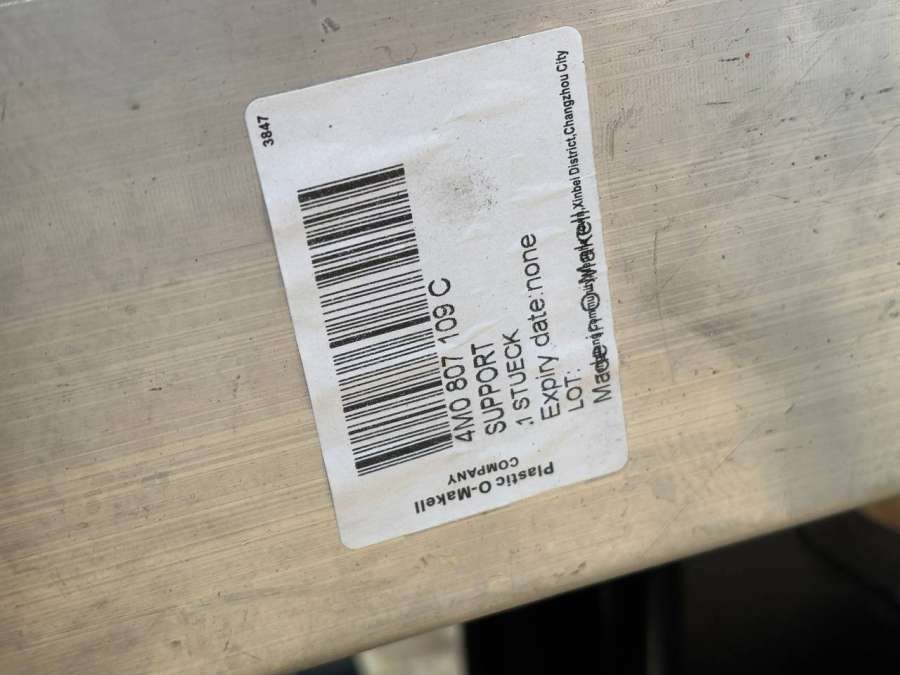 3847
4M0 807 109 C
SUPPORT
.1 STUECK
Expiry date:none
LOT:
Made in O-Makell
Xinbei District,Changzhou City
Plastic O-Makell
COMPANY